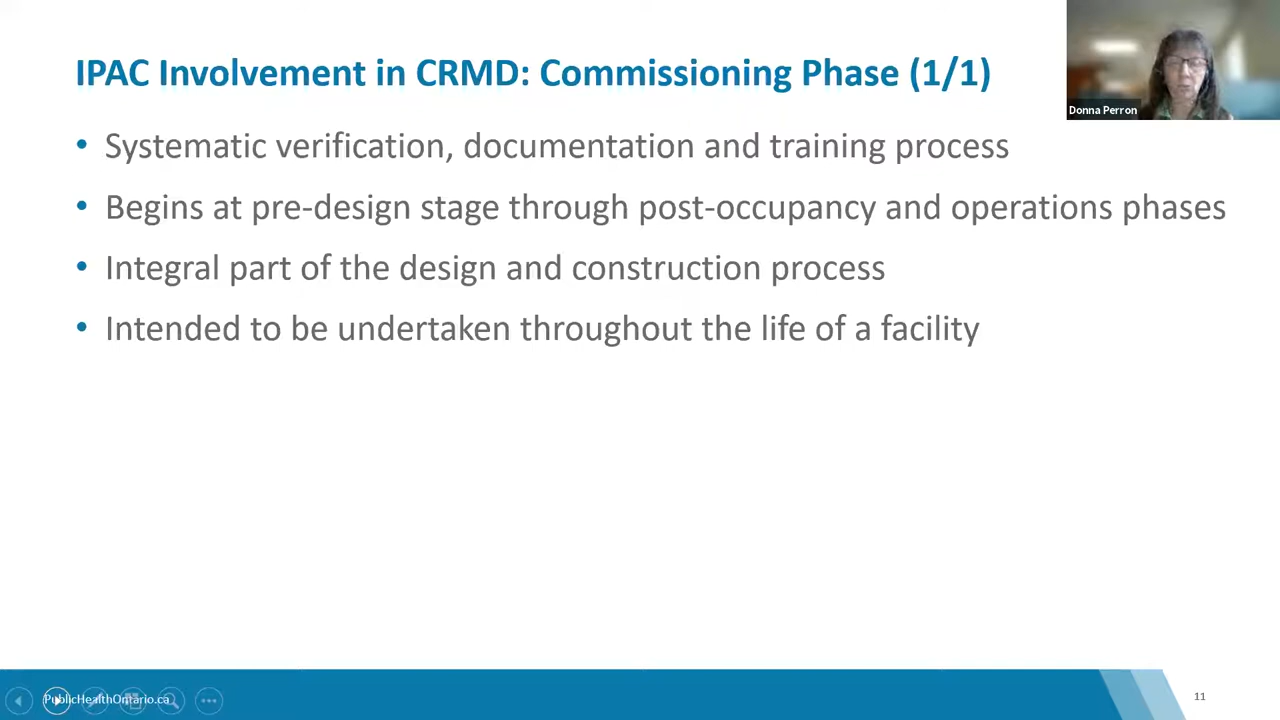 IPAC Involvement in CRMD: Commissioning Phase (1/1)
Donna Perron
• Systematic verification, documentation and training process
• Begins at pre-design stage through post-occupancy and operations phases
• Integral part of the design and construction process
• Intended to be undertaken throughout the life of a facility
PublicHealthOntario.ca
11